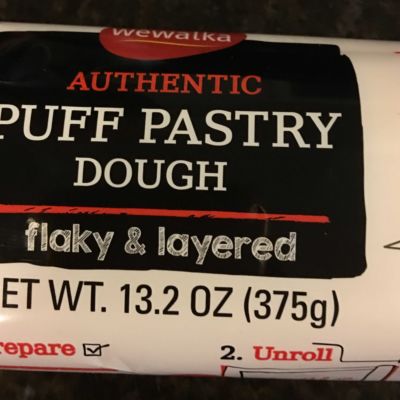 wewalka
AUTHENTIC
PUFF PASTRY
DOUGH
flaky & layered
ET WT. 13.2 OZ (375g)
repare
2. Unroll